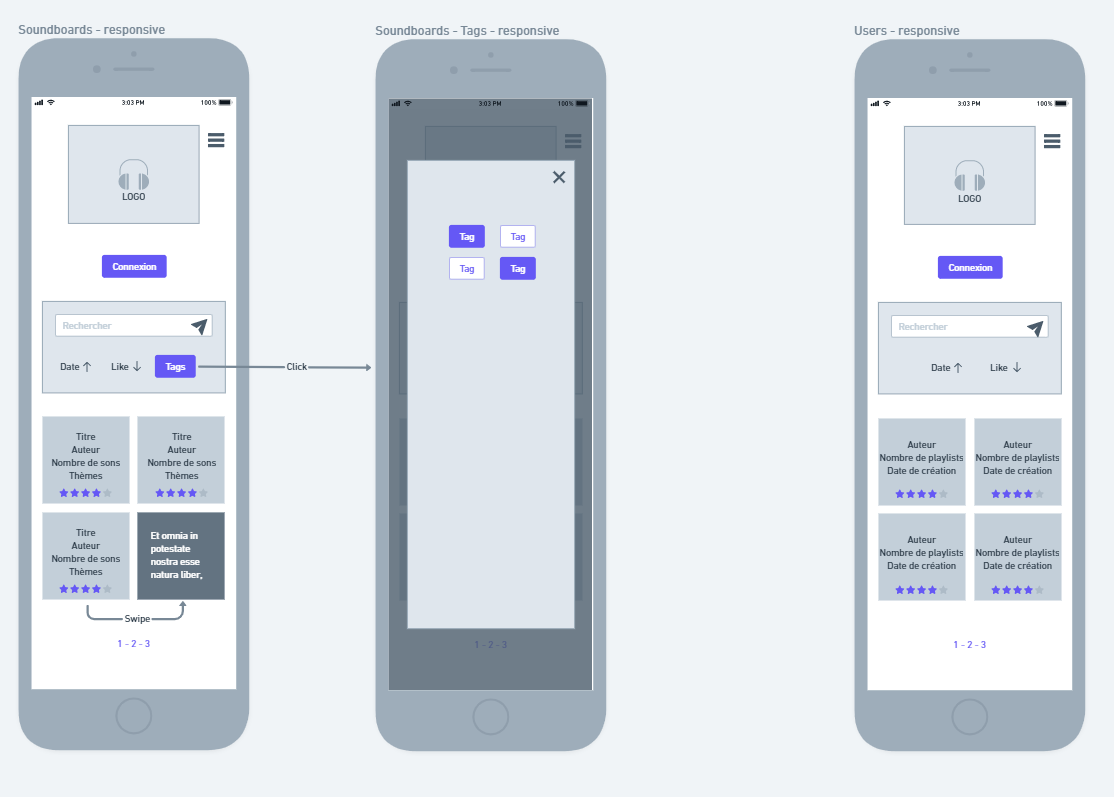 Soundboards - responsive
3:03 PM
100%
LOGO
Connexion
Rechercher
Date
Like
Tags
Titre
Auteur
Nombre de sons
Thèmes
Titre
Auteur
Nombre de sons
Thèmes
Titre
Auteur
Nombre de sons
Thèmes
Et omnia in
potestate
nostra esse
natura liber,
Swipe
1 - 2 - 3
Click
Soundboards - Tags - responsive
3:03 PM
100%
Tag
Tag
Tag
Tag
1 - 2 - 3
Users - responsive
3:03 PM
100%
LOGO
Connexion
Rechercher
Date
Like
Auteur
Nombre de playlists
Date de création
Auteur
Nombre de playlists
Date de création
Auteur
Nombre de playlists
Date de création
Auteur
Nombre de playlists
Date de création
1 - 2 - 3